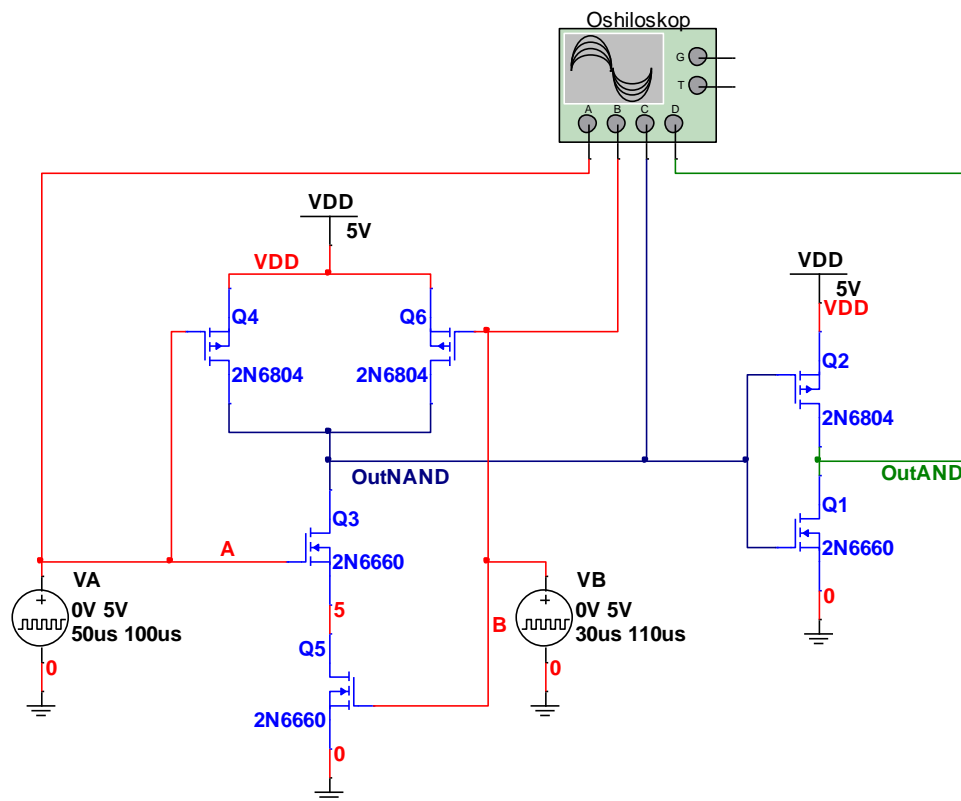 Oshiloskop
G
T
A B C D
VDD
5V
VDD
Q4
Q6
2N6804
2N6804
VDD
5V
VDD
Q2
2N6804
OutNAND
OutAND
Q3
2N6660
Q1
2N6660
A
VA
0V 5V
50us 100us
0
5
B
VB
0V 5V
30us 110us
0
0
Q5
2N6660
0